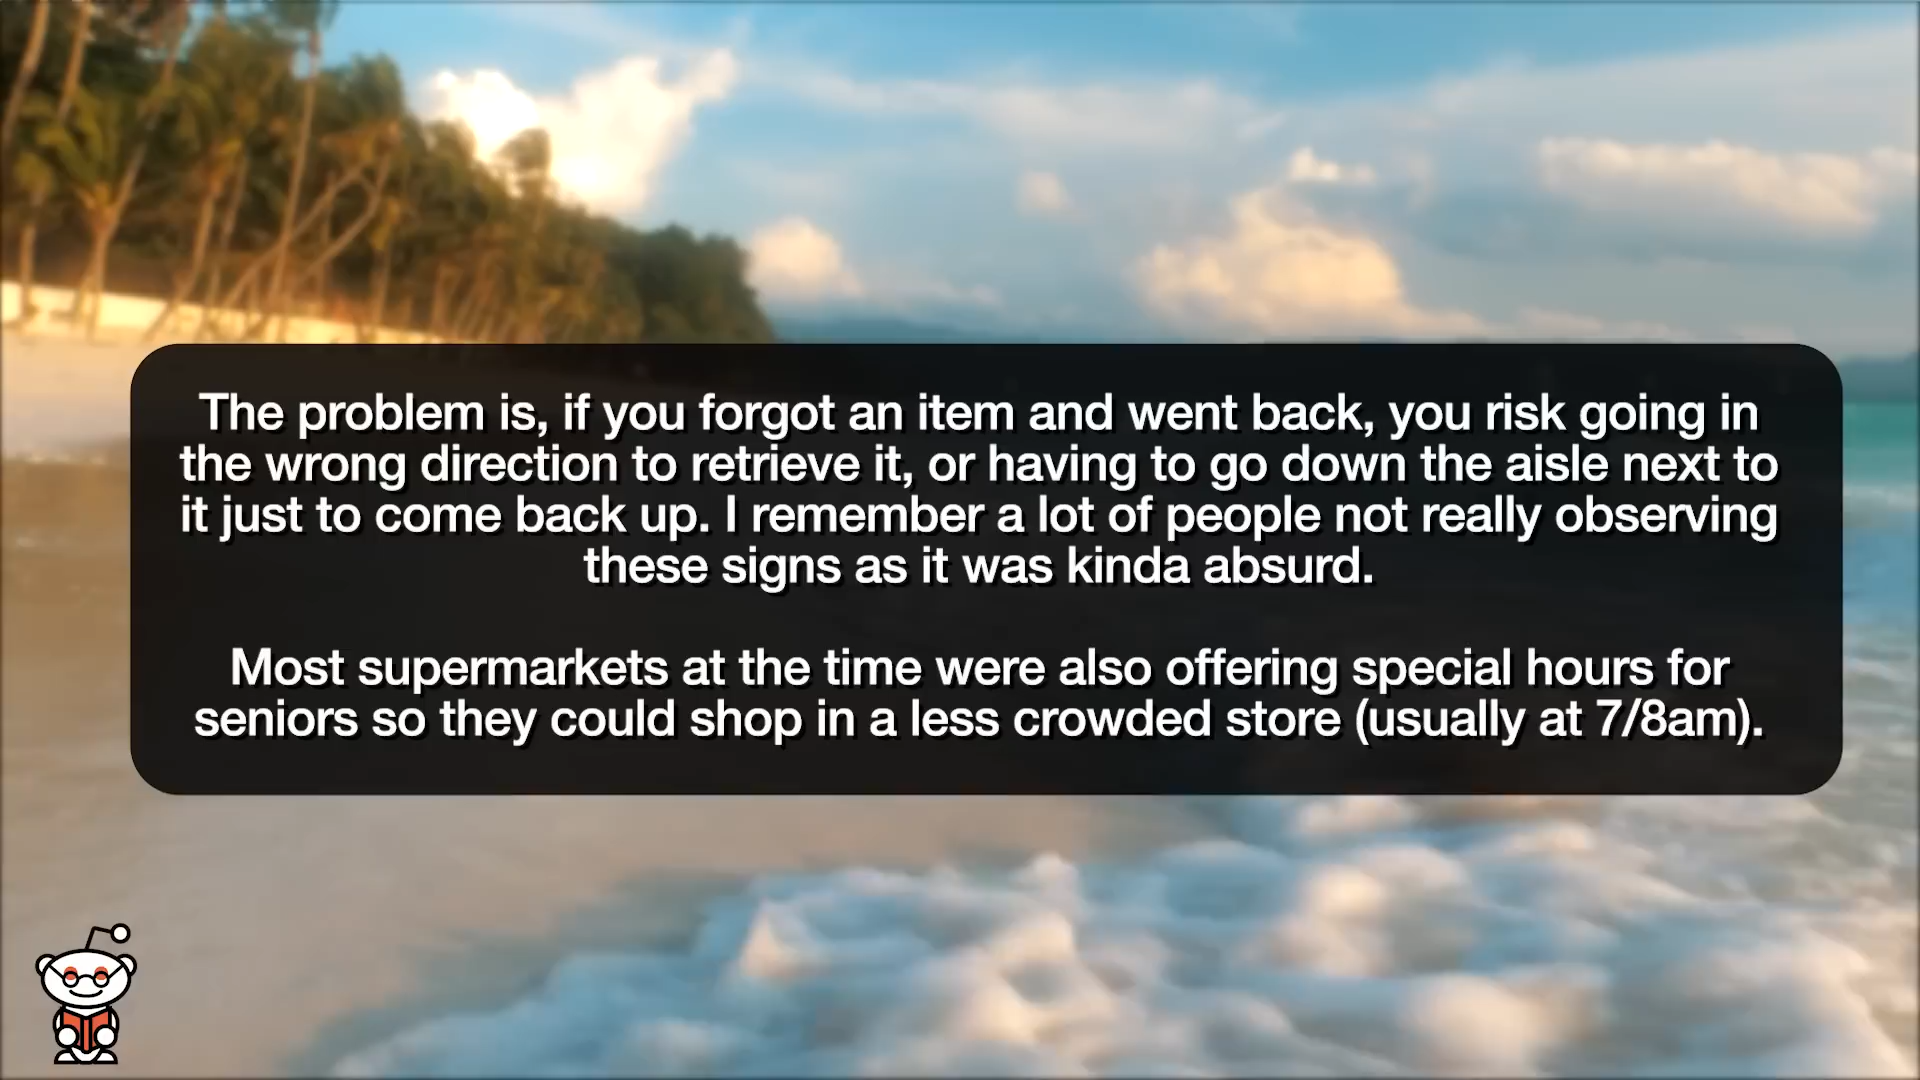 The problem is, if you forgot an item and went back, you risk going in
the wrong direction to retrieve it, or having to go down the aisle next to
it just to come back up. I remember a lot of people not really observing
these signs as it was kinda absurd.
Most supermarkets at the time were also offering special hours for
seniors so they could shop in a less crowded store (usually at 7/8am).